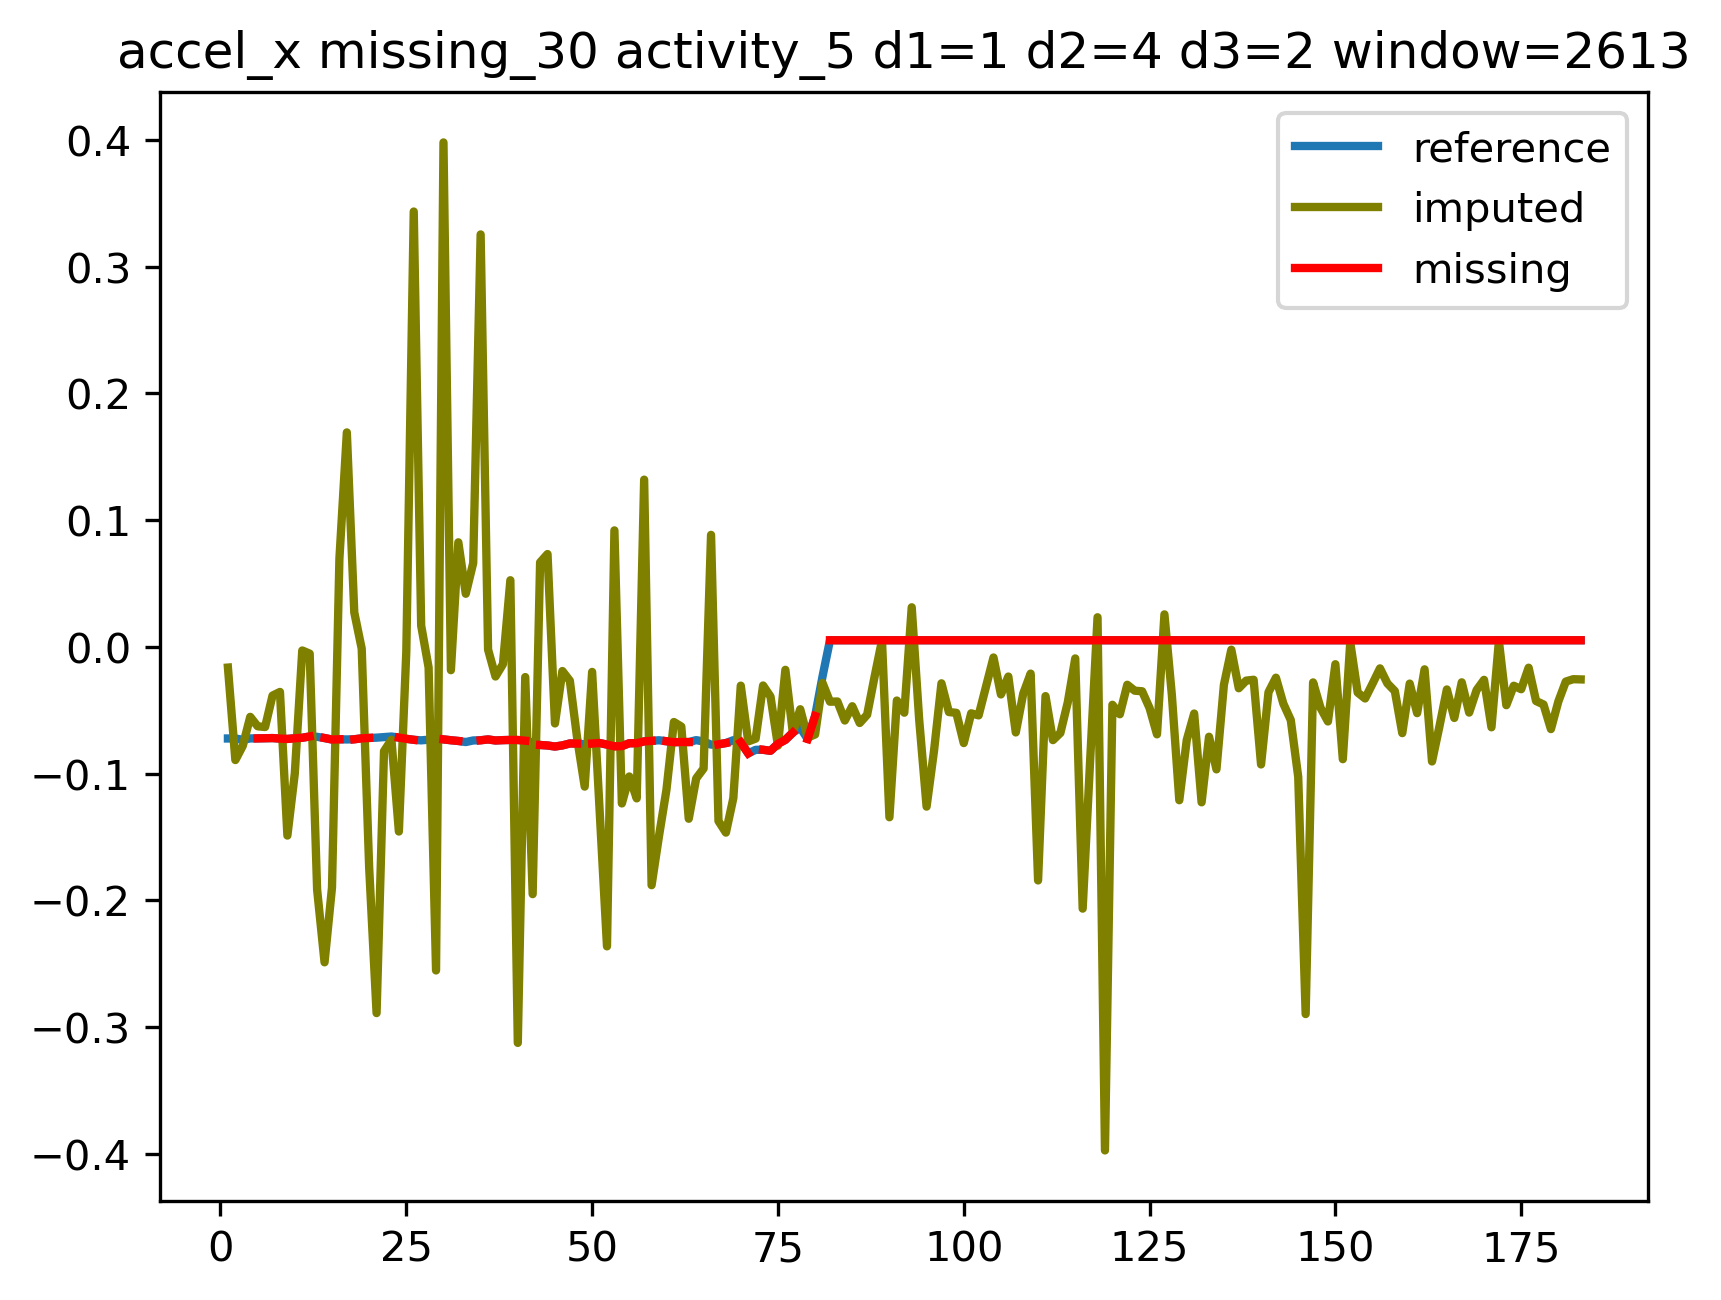 accel_x missing_30 activity_5 d1=1 d2=4 d3=2 window=2613
reference
imputed
missing
0.4
0.3
0.2
0.1
0.0
−0.1
−0.2
−0.3
−0.4
0 25 50 75 100 125 150 175